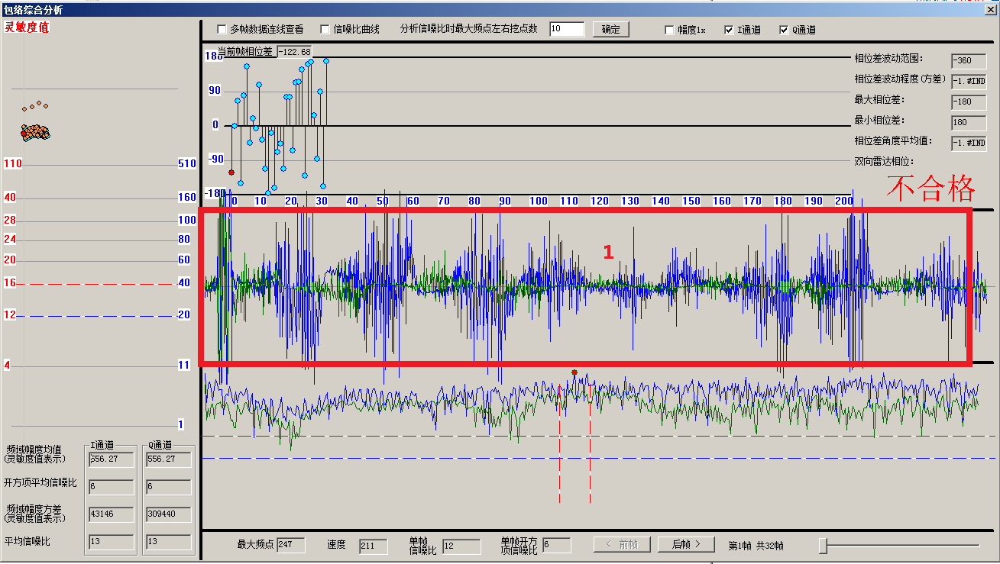 包络综合分析
灵敏度值
多帧数据连线查看 信噪比曲线 分析信噪比时最大频点左右挖点数 10 确定 幅度1x I通道 Q通道
当前帧相位差 -122.68
180
90
0
-90
-180
0 10 20 30 40 50 60 70 80 90 100 110 120 130 140 150 160 170 180 190 200
相位差波动范围: -360
相位差波动程度(方差) -1.#IND
最大相位差: -180
最小相位差: 180
相位差角度平均值: -1.#IND
双向雷达相位:
不合格
1
110 510
40 160
28 100
24 80
20 60
16 40
12 20
4 11
1
I通道 Q通道
频域幅度均值
(灵敏度值表示) 556.27 556.27
开方项平均信噪比 6 6
频域幅度方差
(灵敏度值表示) 43146 309440
平均信噪比 13 13
最大频点 247 速度 211 单帧
信噪比 12 单帧开方
项信噪比 6 < 前帧 后帧 > 第1帧 共32帧